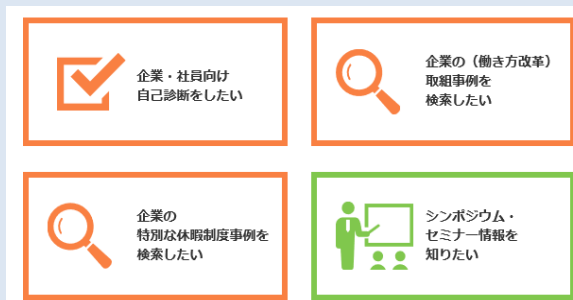 企業・社員向け
自己診断をしたい
企業の（働き方改革）
取組事例を
検索したい
企業の
特別な休暇制度事例を
検索したい
シンポジウム・
セミナー情報を
知りたい